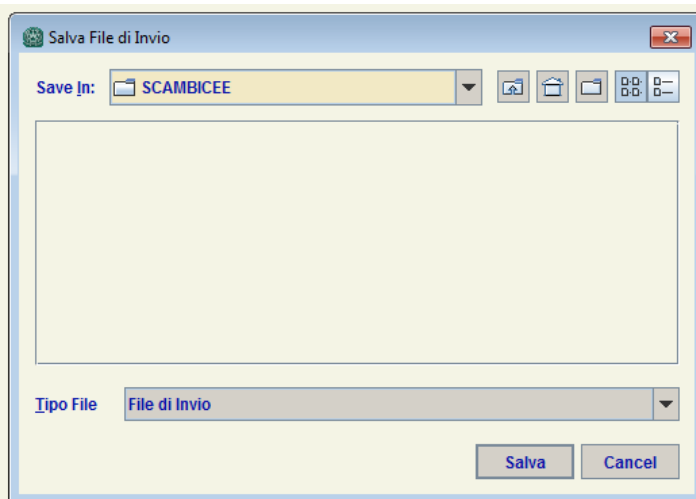 Salva File di Invio
Save In: SCAMBICEE
Tipo File File di Invio
Salva Cancel